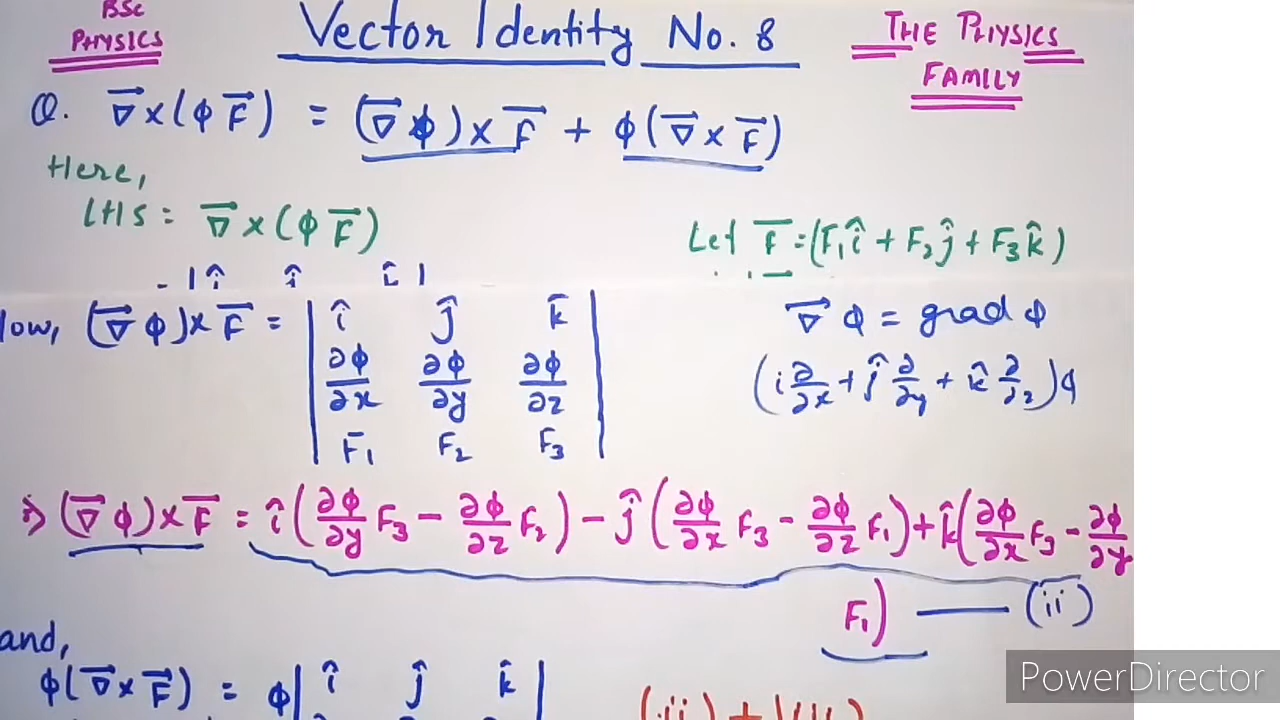 BSc
PHYSICS
Vector Identity No. 8
THE PHYSICS
FAMILY
Q. ∇⃗×(ϕF⃗) = (∇⃗ϕ)×F⃗ + ϕ(∇⃗×F⃗)
Here,
LHS = ∇⃗×(ϕF⃗)
Let F⃗=(F₁î + F₂ĵ + F₃k̂)
Now, (∇⃗ϕ)×F⃗ = | î ĵ k̂ |
∂ϕ/∂x ∂ϕ/∂y ∂ϕ/∂z
F₁ F₂ F₃
∇⃗ϕ = grad ϕ
(i ∂/∂x + ĵ ∂/∂y + k̂ ∂/∂z)ϕ
⇒ (∇⃗ϕ)×F⃗ = î(∂ϕ/∂y F₃ − ∂ϕ/∂z F₂) − ĵ(∂ϕ/∂x F₃ − ∂ϕ/∂z F₁) + k̂(∂ϕ/∂x F₃ − ∂ϕ/∂y
F₁) —— (ii)
and,
ϕ(∇⃗×F⃗) = ϕ| î ĵ k̂ |
PowerDirector